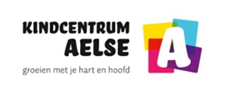 KINDCENTRUM
AELSE
groeien met je hart en hoofd
A